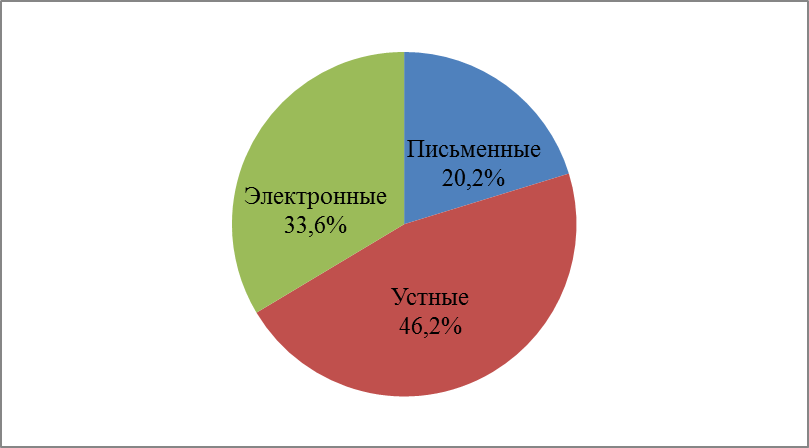 Письменные
20,2%
Электронные
33,6%
Устные
46,2%